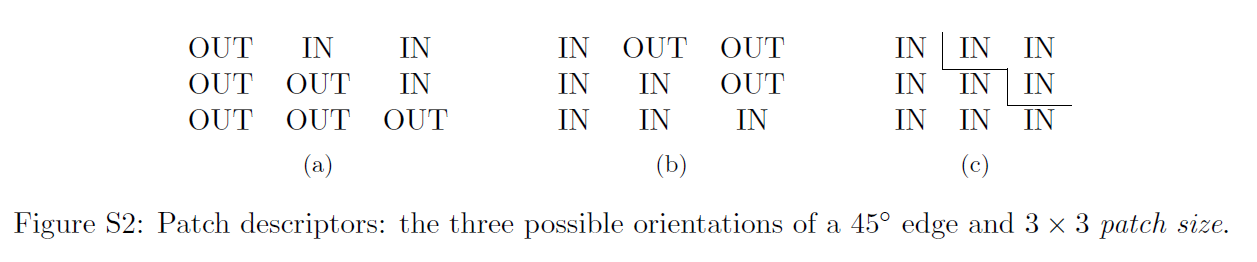 OUT IN IN IN OUT OUT IN IN IN
OUT OUT IN IN IN OUT IN IN IN
OUT OUT OUT IN IN IN IN IN IN
(a) (b) (c)
Figure S2: Patch descriptors: the three possible orientations of a 45° edge and 3 × 3 patch size.